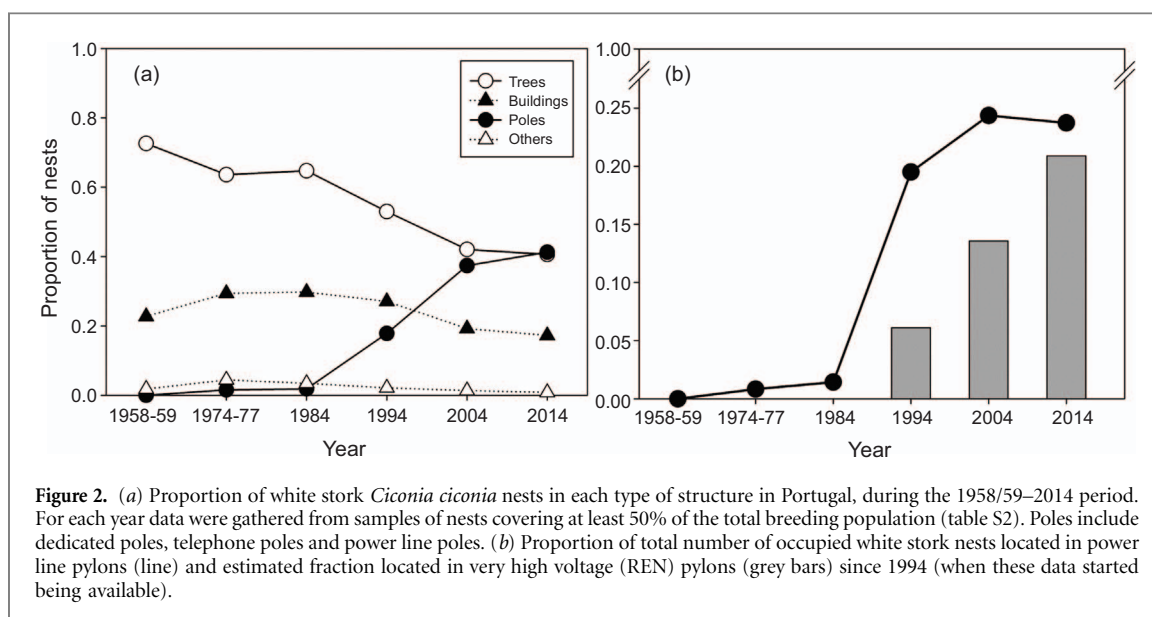 (a)
Trees
Buildings
Poles
Others
Proportion of nests
1.0
0.8
0.6
0.4
0.2
0.0
1958-59 1974-77 1984 1994 2004 2014
Year
(b)
1.00
0.25
0.20
0.15
0.10
0.05
0.00
1958-59 1974-77 1984 1994 2004 2014
Year
Figure 2. (a) Proportion of white stork Ciconia ciconia nests in each type of structure in Portugal, during the 1958/59–2014 period.
For each year data were gathered from samples of nests covering at least 50% of the total breeding population (table S2). Poles include
dedicated poles, telephone poles and power line poles. (b) Proportion of total number of occupied white stork nests located in power
line pylons (line) and estimated fraction located in very high voltage (REN) pylons (grey bars) since 1994 (when these data started
being available).